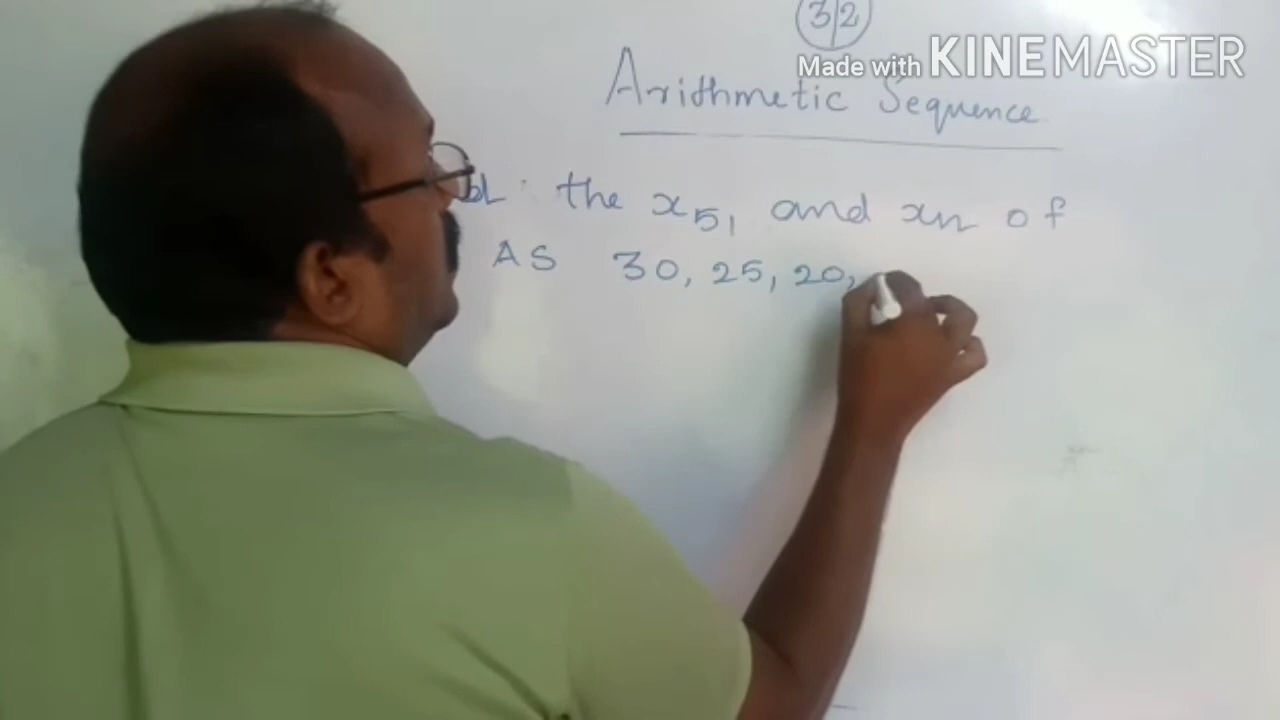 3/2
Made with KINEMASTER
Arithmetic Sequence
the x5, and xn of
AS 30, 25, 20,